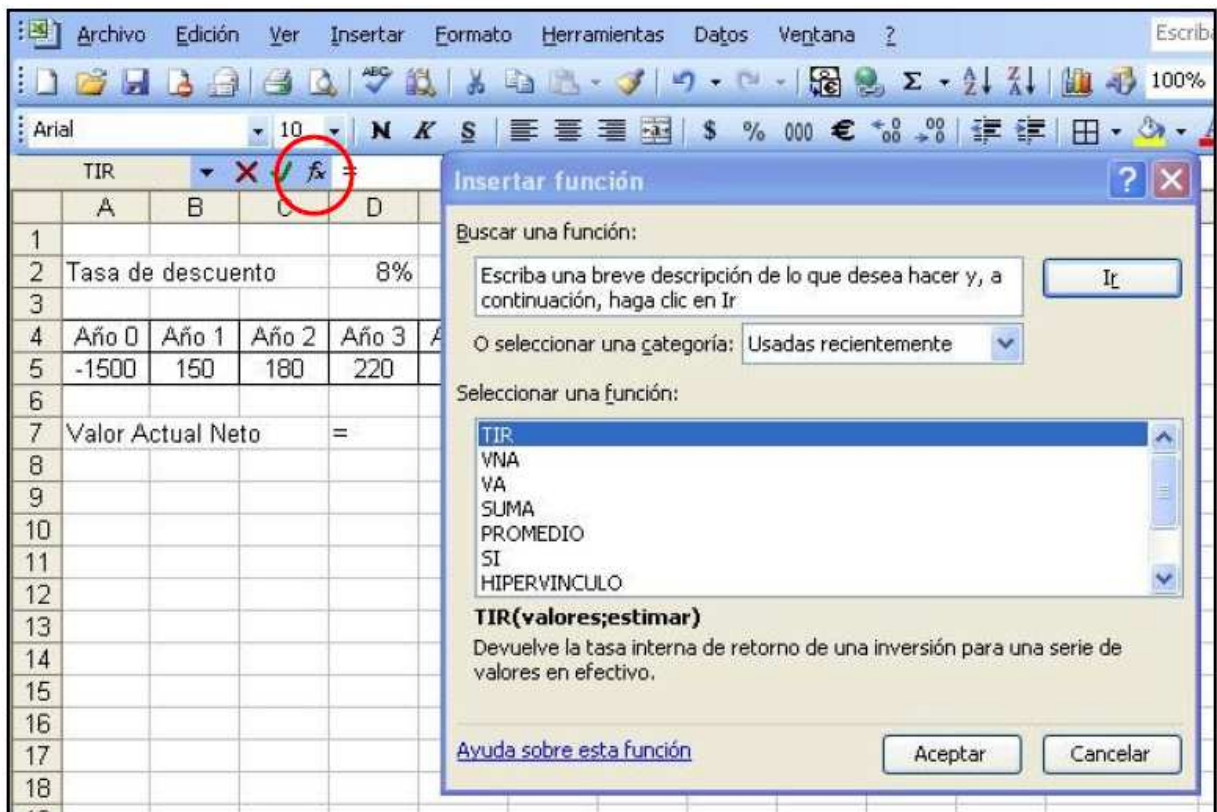 Archivo Edición Ver Insertar Formato Herramientas Datos Ventana ?
100%
Arial 10 N K S $ % 000 €
TIR fx =
Insertar función
A B C D
Buscar una función:
1
2 Tasa de descuento 8%
Escriba una breve descripción de lo que desea hacer y, a
continuación, haga clic en Ir
Ir
3
4 Año 0 Año 1 Año 2 Año 3
O seleccionar una categoría: Usadas recientemente
5 -1500 150 180 220
Seleccionar una función:
6
7 Valor Actual Neto =
TIR
VNA
VA
SUMA
PROMEDIO
SI
HIPERVINCULO
8
9
10
11
12
13
14
15
16
17
18
TIR(valores;estimar)
Devuelve la tasa interna de retorno de una inversión para una serie de
valores en efectivo.
Ayuda sobre esta función
Aceptar Cancelar